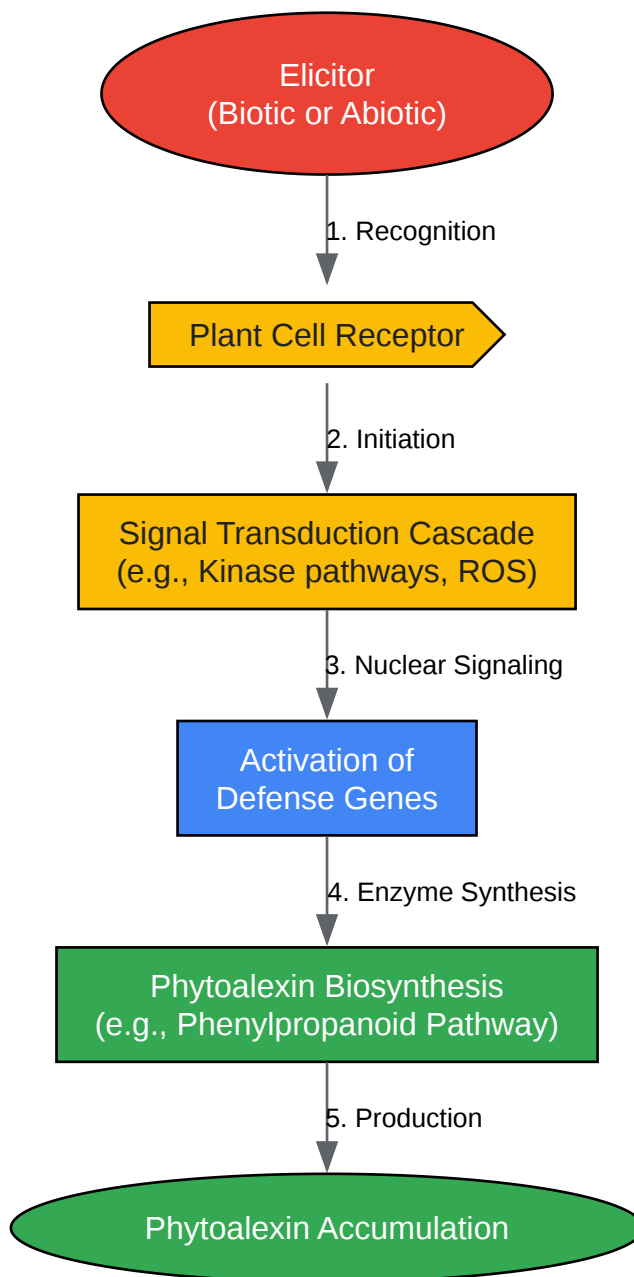 Elicitor
(Biotic or Abiotic)
1. Recognition
Plant Cell Receptor
2. Initiation
Signal Transduction Cascade
(e.g., Kinase pathways, ROS)
3. Nuclear Signaling
Activation of
Defense Genes
4. Enzyme Synthesis
Phytoalexin Biosynthesis
(e.g., Phenylpropanoid Pathway)
5. Production
Phytoalexin Accumulation